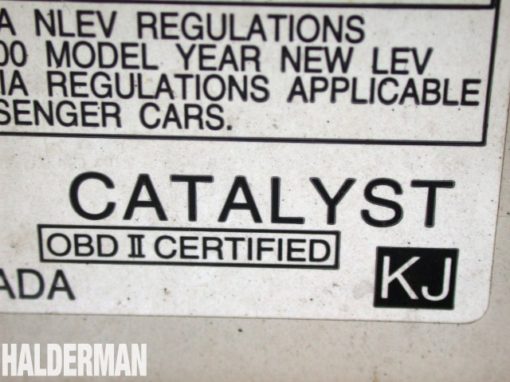 A NLEV REGULATIONS
00 MODEL YEAR NEW LEV
IA REGULATIONS APPLICABLE
SENGER CARS.
CATALYST
OBD II CERTIFIED
ADA
KJ
HALDERMAN